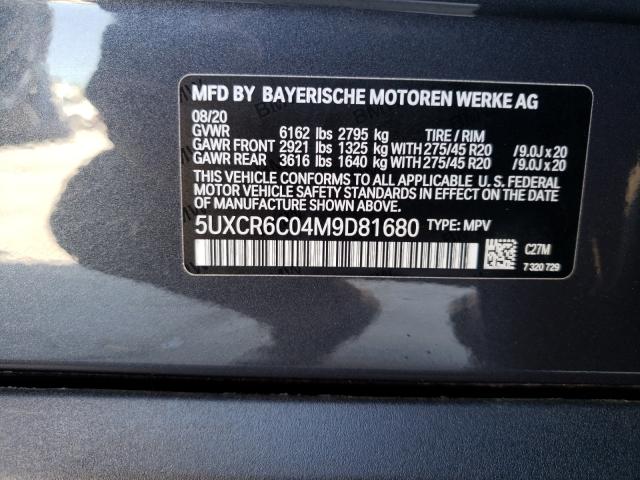 MFD BY BAYERISCHE MOTOREN WERKE AG
08/20
GVWR 6162 lbs 2795 kg TIRE / RIM
GAWR FRONT 2921 lbs 1325 kg WITH 275/45 R20 /9.0J x 20
GAWR REAR 3616 lbs 1640 kg WITH 275/45 R20 /9.0J x 20
THIS VEHICLE CONFORMS TO ALL APPLICABLE U. S. FEDERAL
MOTOR VEHICLE SAFETY STANDARDS IN EFFECT ON THE DATE
OF MANUFACTURE SHOWN ABOVE.
5UXCR6C04M9D81680 TYPE: MPV
C27M
7 320 729